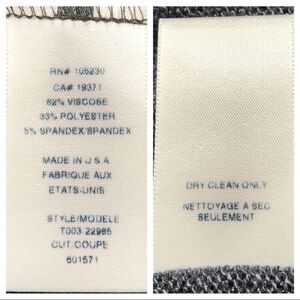 RN# 105230
CA# 19371
62% VISCOSE
33% POLYESTER
5% SPANDEX/SPANDEX
MADE IN U S A
FABRIQUE AUX
ETATS-UNIS
STYLE/MODELE
T003-22985
CUT/COUPE
601571
DRY CLEAN ONLY
NETTOYAGE A SEC
SEULEMENT